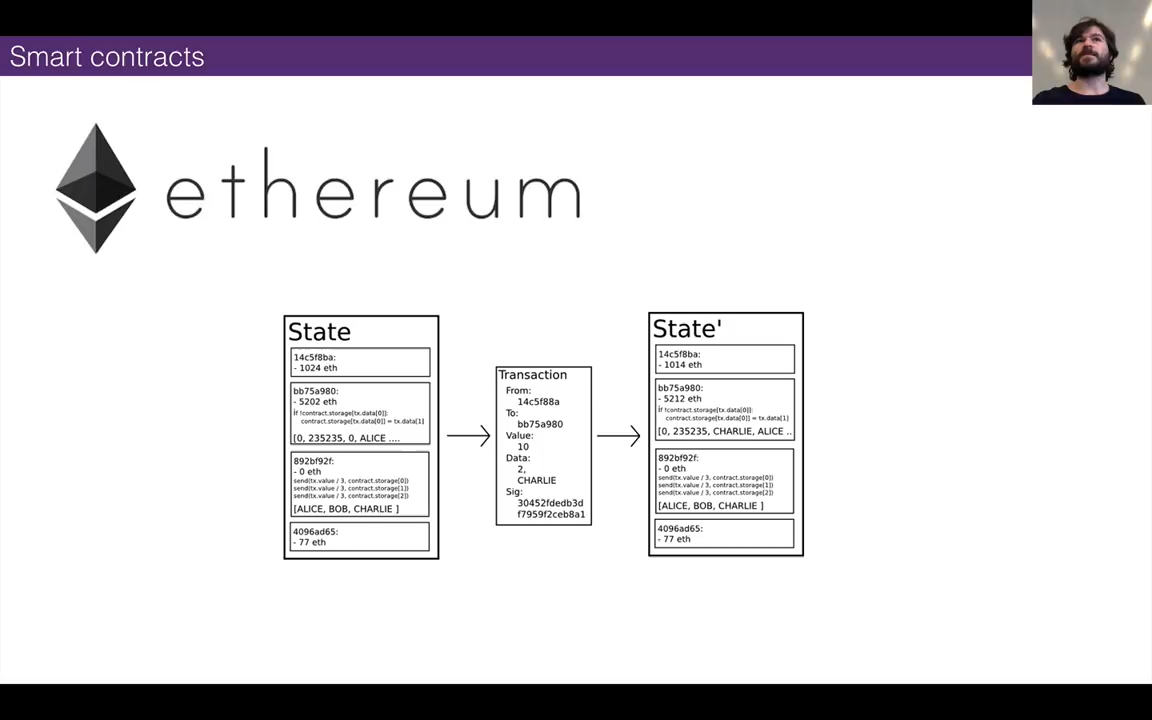 Smart contracts
ethereum
State
14c5f8ba:
- 1024 eth
bb75a980:
- 5202 eth
if !contract.storage[tx.data[0]]:
contract.storage[tx.data[0]] = tx.data[1]
[0, 235235, 0, ALICE ....
892bf92f:
- 0 eth
send(tx.value / 3, contract.storage[0])
send(tx.value / 3, contract.storage[1])
send(tx.value / 3, contract.storage[2])
[ALICE, BOB, CHARLIE ]
4096ad65:
- 77 eth
Transaction
From:
14c5f88a
To:
bb75a980
Value:
10
Data:
2,
CHARLIE
Sig:
30452fdedb3d
f7959f2ceb8a1
State'
14c5f8ba:
- 1014 eth
bb75a980:
- 5212 eth
if !contract.storage[tx.data[0]]:
contract.storage[tx.data[0]] = tx.data[1]
[0, 235235, CHARLIE, ALICE ..
892bf92f:
- 0 eth
send(tx.value / 3, contract.storage[0])
send(tx.value / 3, contract.storage[1])
send(tx.value / 3, contract.storage[2])
[ALICE, BOB, CHARLIE ]
4096ad65:
- 77 eth